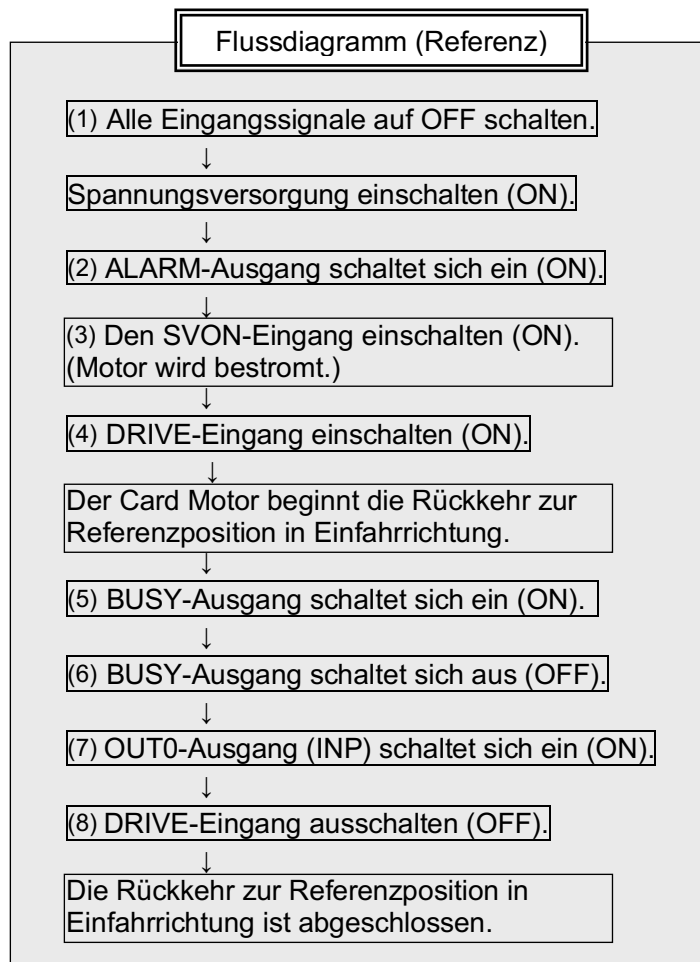 Flussdiagramm (Referenz)
(1) Alle Eingangssignale auf OFF schalten.
↓
Spannungsversorgung einschalten (ON).
↓
(2) ALARM-Ausgang schaltet sich ein (ON).
↓
(3) Den SVON-Eingang einschalten (ON).
(Motor wird bestromt.)
↓
(4) DRIVE-Eingang einschalten (ON).
↓
Der Card Motor beginnt die Rückkehr zur
Referenzposition in Einfahrrichtung.
↓
(5) BUSY-Ausgang schaltet sich ein (ON).
↓
(6) BUSY-Ausgang schaltet sich aus (OFF).
↓
(7) OUT0-Ausgang (INP) schaltet sich ein (ON).
↓
(8) DRIVE-Eingang ausschalten (OFF).
↓
Die Rückkehr zur Referenzposition in
Einfahrrichtung ist abgeschlossen.